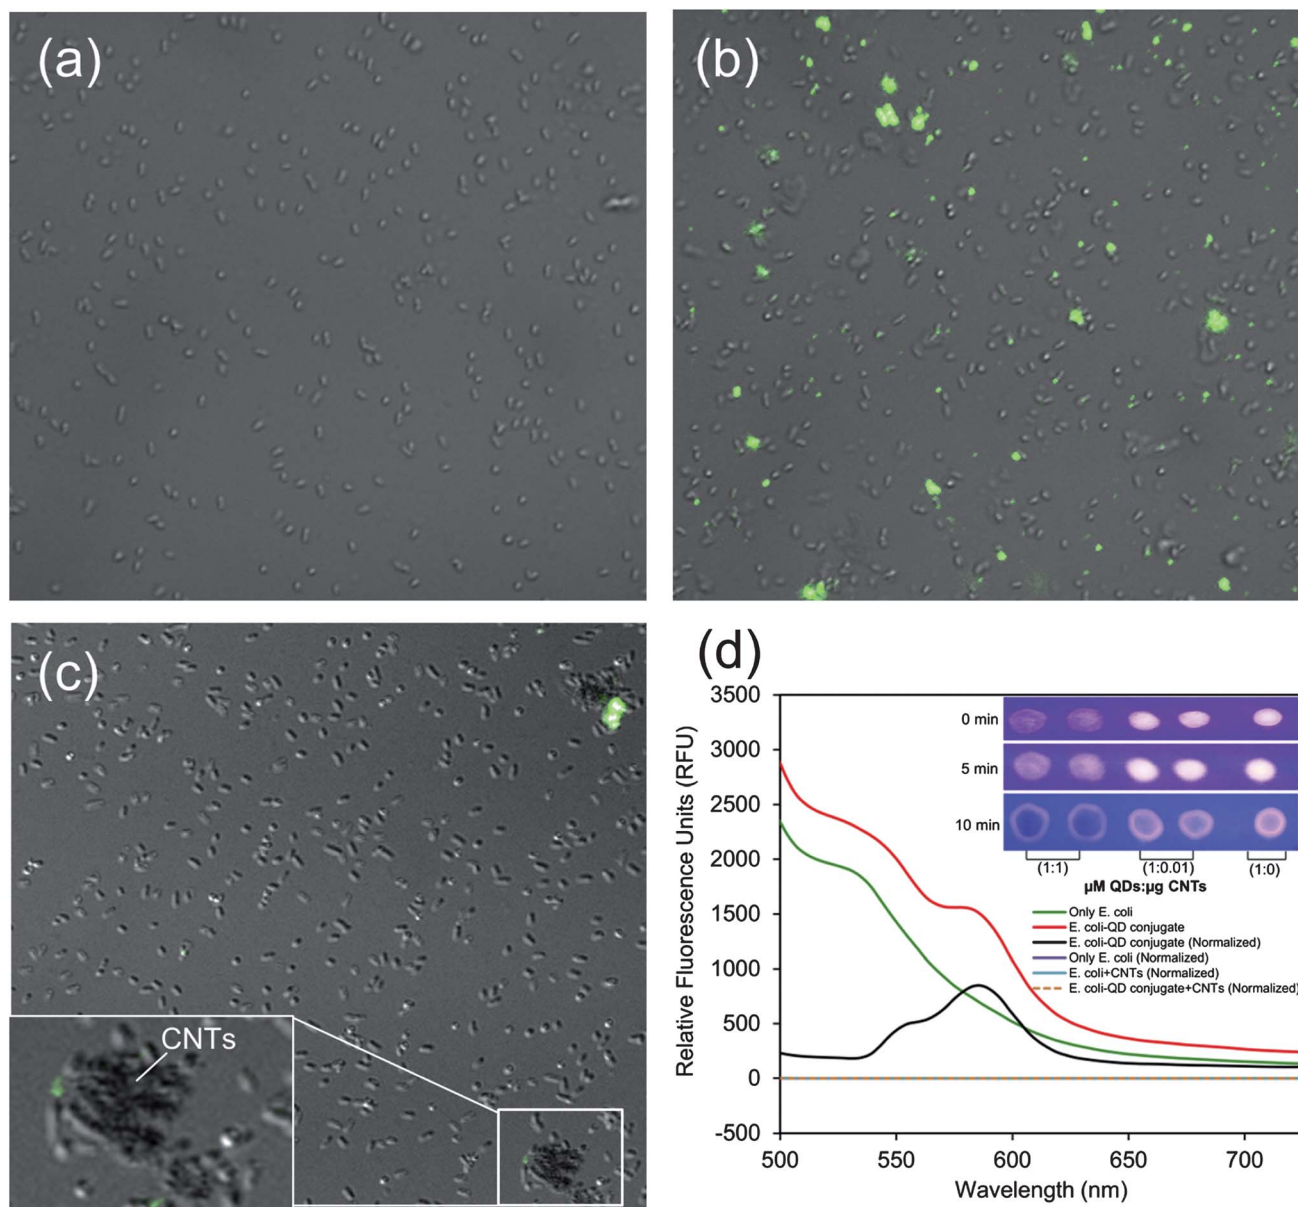 (a)
(b)
(c)
CNTs
(d)
Relative Fluorescence Units (RFU)
3500
3000
2500
2000
1500
1000
500
0
-500
500
550
600
650
700
Wavelength (nm)
0 min
5 min
10 min
(1:1)
(1:0.01)
(1:0)
µM QDs:µg CNTs
Only E. coli
E. coli-QD conjugate
E. coli-QD conjugate (Normalized)
Only E. coli (Normalized)
E. coli+CNTs (Normalized)
E. coli-QD conjugate+CNTs (Normalized)